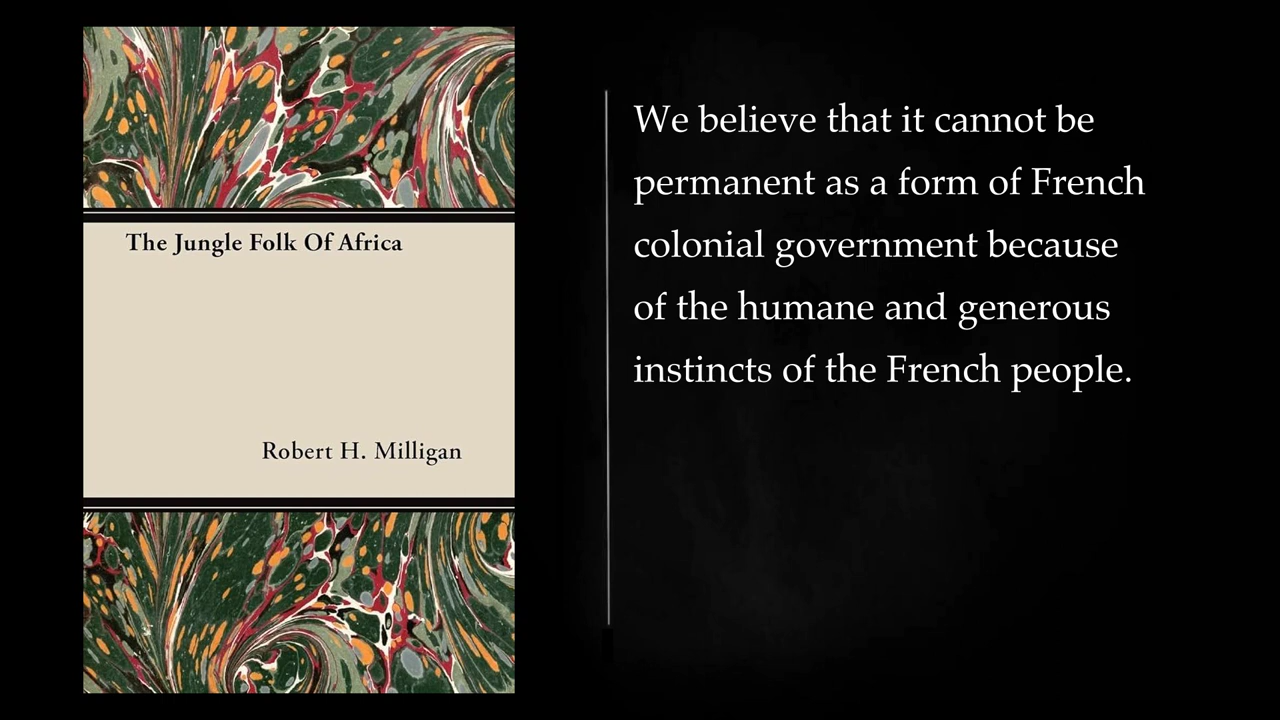 The Jungle Folk Of Africa
Robert H. Milligan
We believe that it cannot be
permanent as a form of French
colonial government because
of the humane and generous
instincts of the French people.